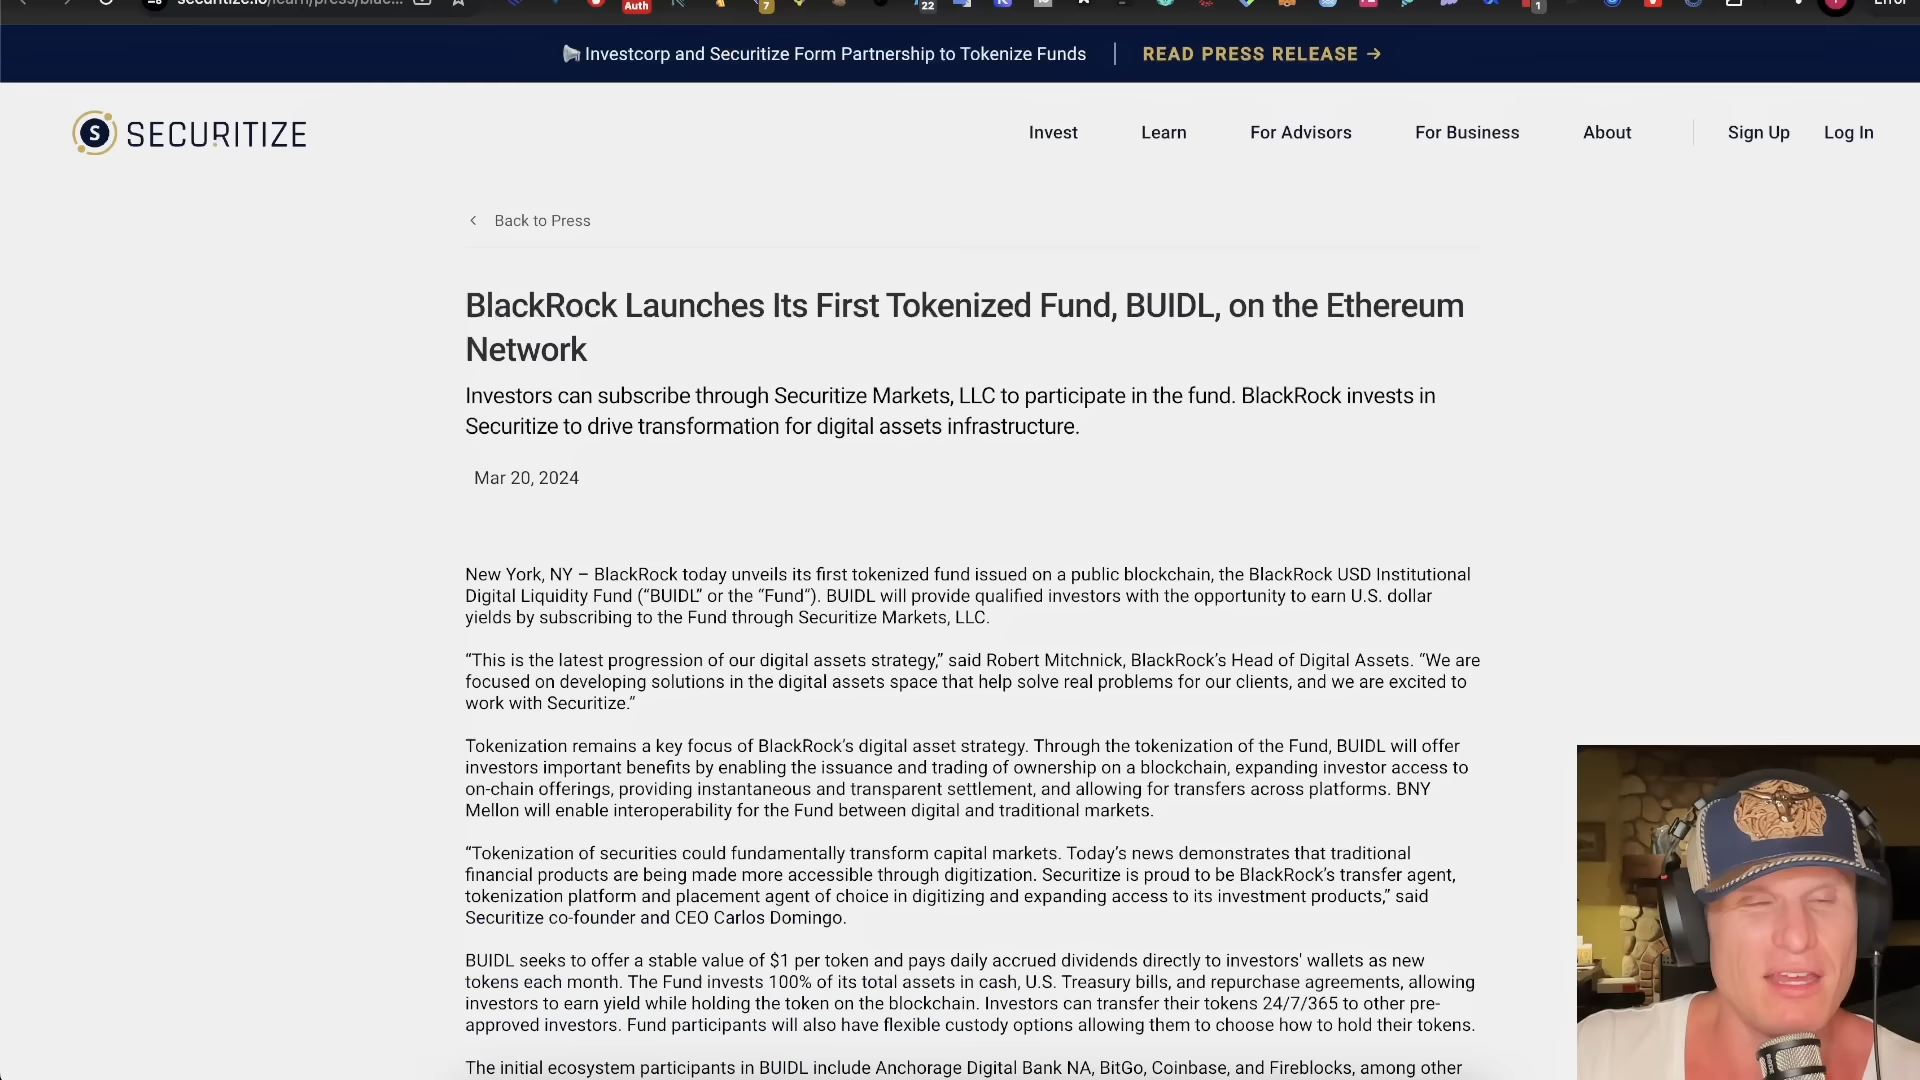 securitize.io/learn/press/blac...
Auth
7
22
1
Error
Investcorp and Securitize Form Partnership to Tokenize Funds
READ PRESS RELEASE →
S SECURITIZE
Invest
Learn
For Advisors
For Business
About
Sign Up
Log In
Back to Press
BlackRock Launches Its First Tokenized Fund, BUIDL, on the Ethereum
Network
Investors can subscribe through Securitize Markets, LLC to participate in the fund. BlackRock invests in
Securitize to drive transformation for digital assets infrastructure.
Mar 20, 2024
New York, NY – BlackRock today unveils its first tokenized fund issued on a public blockchain, the BlackRock USD Institutional
Digital Liquidity Fund (“BUIDL” or the “Fund”). BUIDL will provide qualified investors with the opportunity to earn U.S. dollar
yields by subscribing to the Fund through Securitize Markets, LLC.
“This is the latest progression of our digital assets strategy,” said Robert Mitchnick, BlackRock’s Head of Digital Assets. “We are
focused on developing solutions in the digital assets space that help solve real problems for our clients, and we are excited to
work with Securitize.”
Tokenization remains a key focus of BlackRock’s digital asset strategy. Through the tokenization of the Fund, BUIDL will offer
investors important benefits by enabling the issuance and trading of ownership on a blockchain, expanding investor access to
on-chain offerings, providing instantaneous and transparent settlement, and allowing for transfers across platforms. BNY
Mellon will enable interoperability for the Fund between digital and traditional markets.
“Tokenization of securities could fundamentally transform capital markets. Today’s news demonstrates that traditional
financial products are being made more accessible through digitization. Securitize is proud to be BlackRock’s transfer agent,
tokenization platform and placement agent of choice in digitizing and expanding access to its investment products,” said
Securitize co-founder and CEO Carlos Domingo.
BUIDL seeks to offer a stable value of $1 per token and pays daily accrued dividends directly to investors' wallets as new
tokens each month. The Fund invests 100% of its total assets in cash, U.S. Treasury bills, and repurchase agreements, allowing
investors to earn yield while holding the token on the blockchain. Investors can transfer their tokens 24/7/365 to other pre-
approved investors. Fund participants will also have flexible custody options allowing them to choose how to hold their tokens.
The initial ecosystem participants in BUIDL include Anchorage Digital Bank NA, BitGo, Coinbase, and Fireblocks, among other